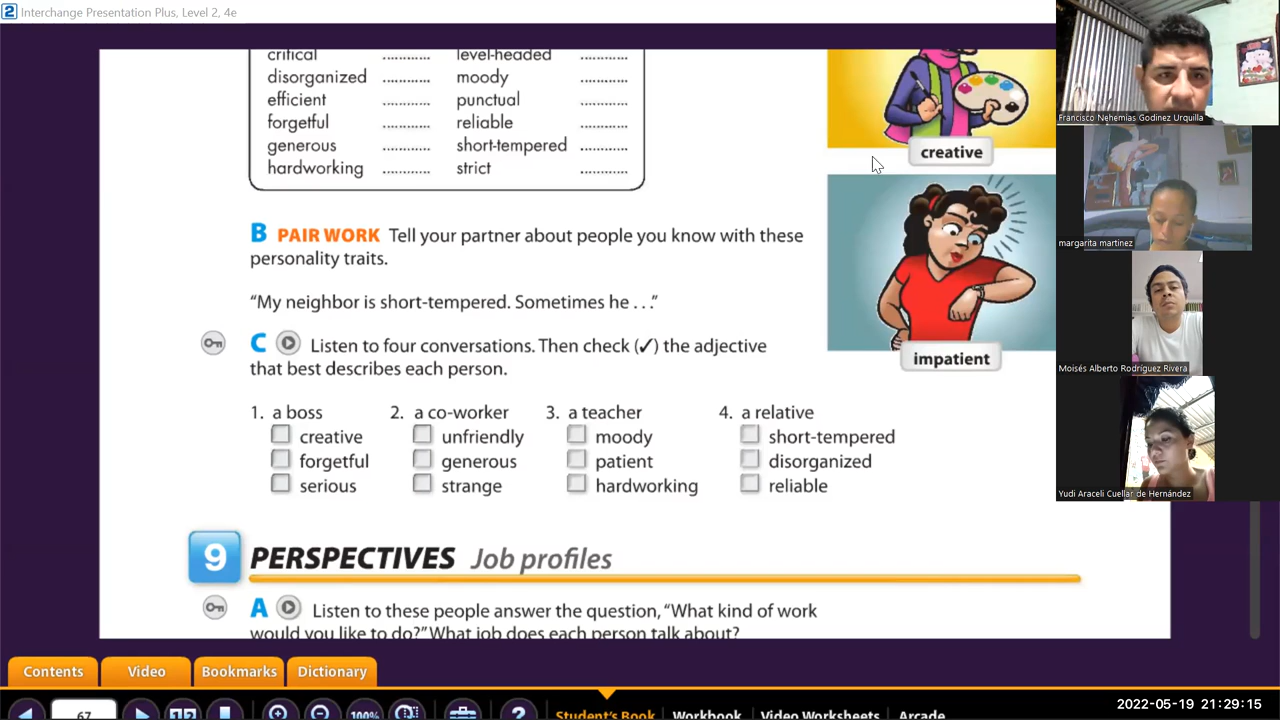 Interchange Presentation Plus, Level 2, 4e
critical ............ level-headed ............
disorganized ............ moody ............
efficient ............ punctual ............
forgetful ............ reliable ............
generous ............ short-tempered ............
hardworking ............ strict ............
creative
impatient
B PAIR WORK Tell your partner about people you know with these
personality traits.
“My neighbor is short-tempered. Sometimes he . . .”
C Listen to four conversations. Then check (✓) the adjective
that best describes each person.
1. a boss 2. a co-worker 3. a teacher 4. a relative
creative unfriendly moody short-tempered
forgetful generous patient disorganized
serious strange hardworking reliable
9 PERSPECTIVES Job profiles
A Listen to these people answer the question, “What kind of work
would you like to do?” What job does each person talk about?
Francisco Nehemias Godinez Urquilla
margarita martinez
Moisés Alberto Rodríguez Rivera
Yudi Araceli Cuellar de Hernández
Contents Video Bookmarks Dictionary
67 100% ? Student's Book Workbook Video Worksheets Arcade
2022-05-19 21:29:15